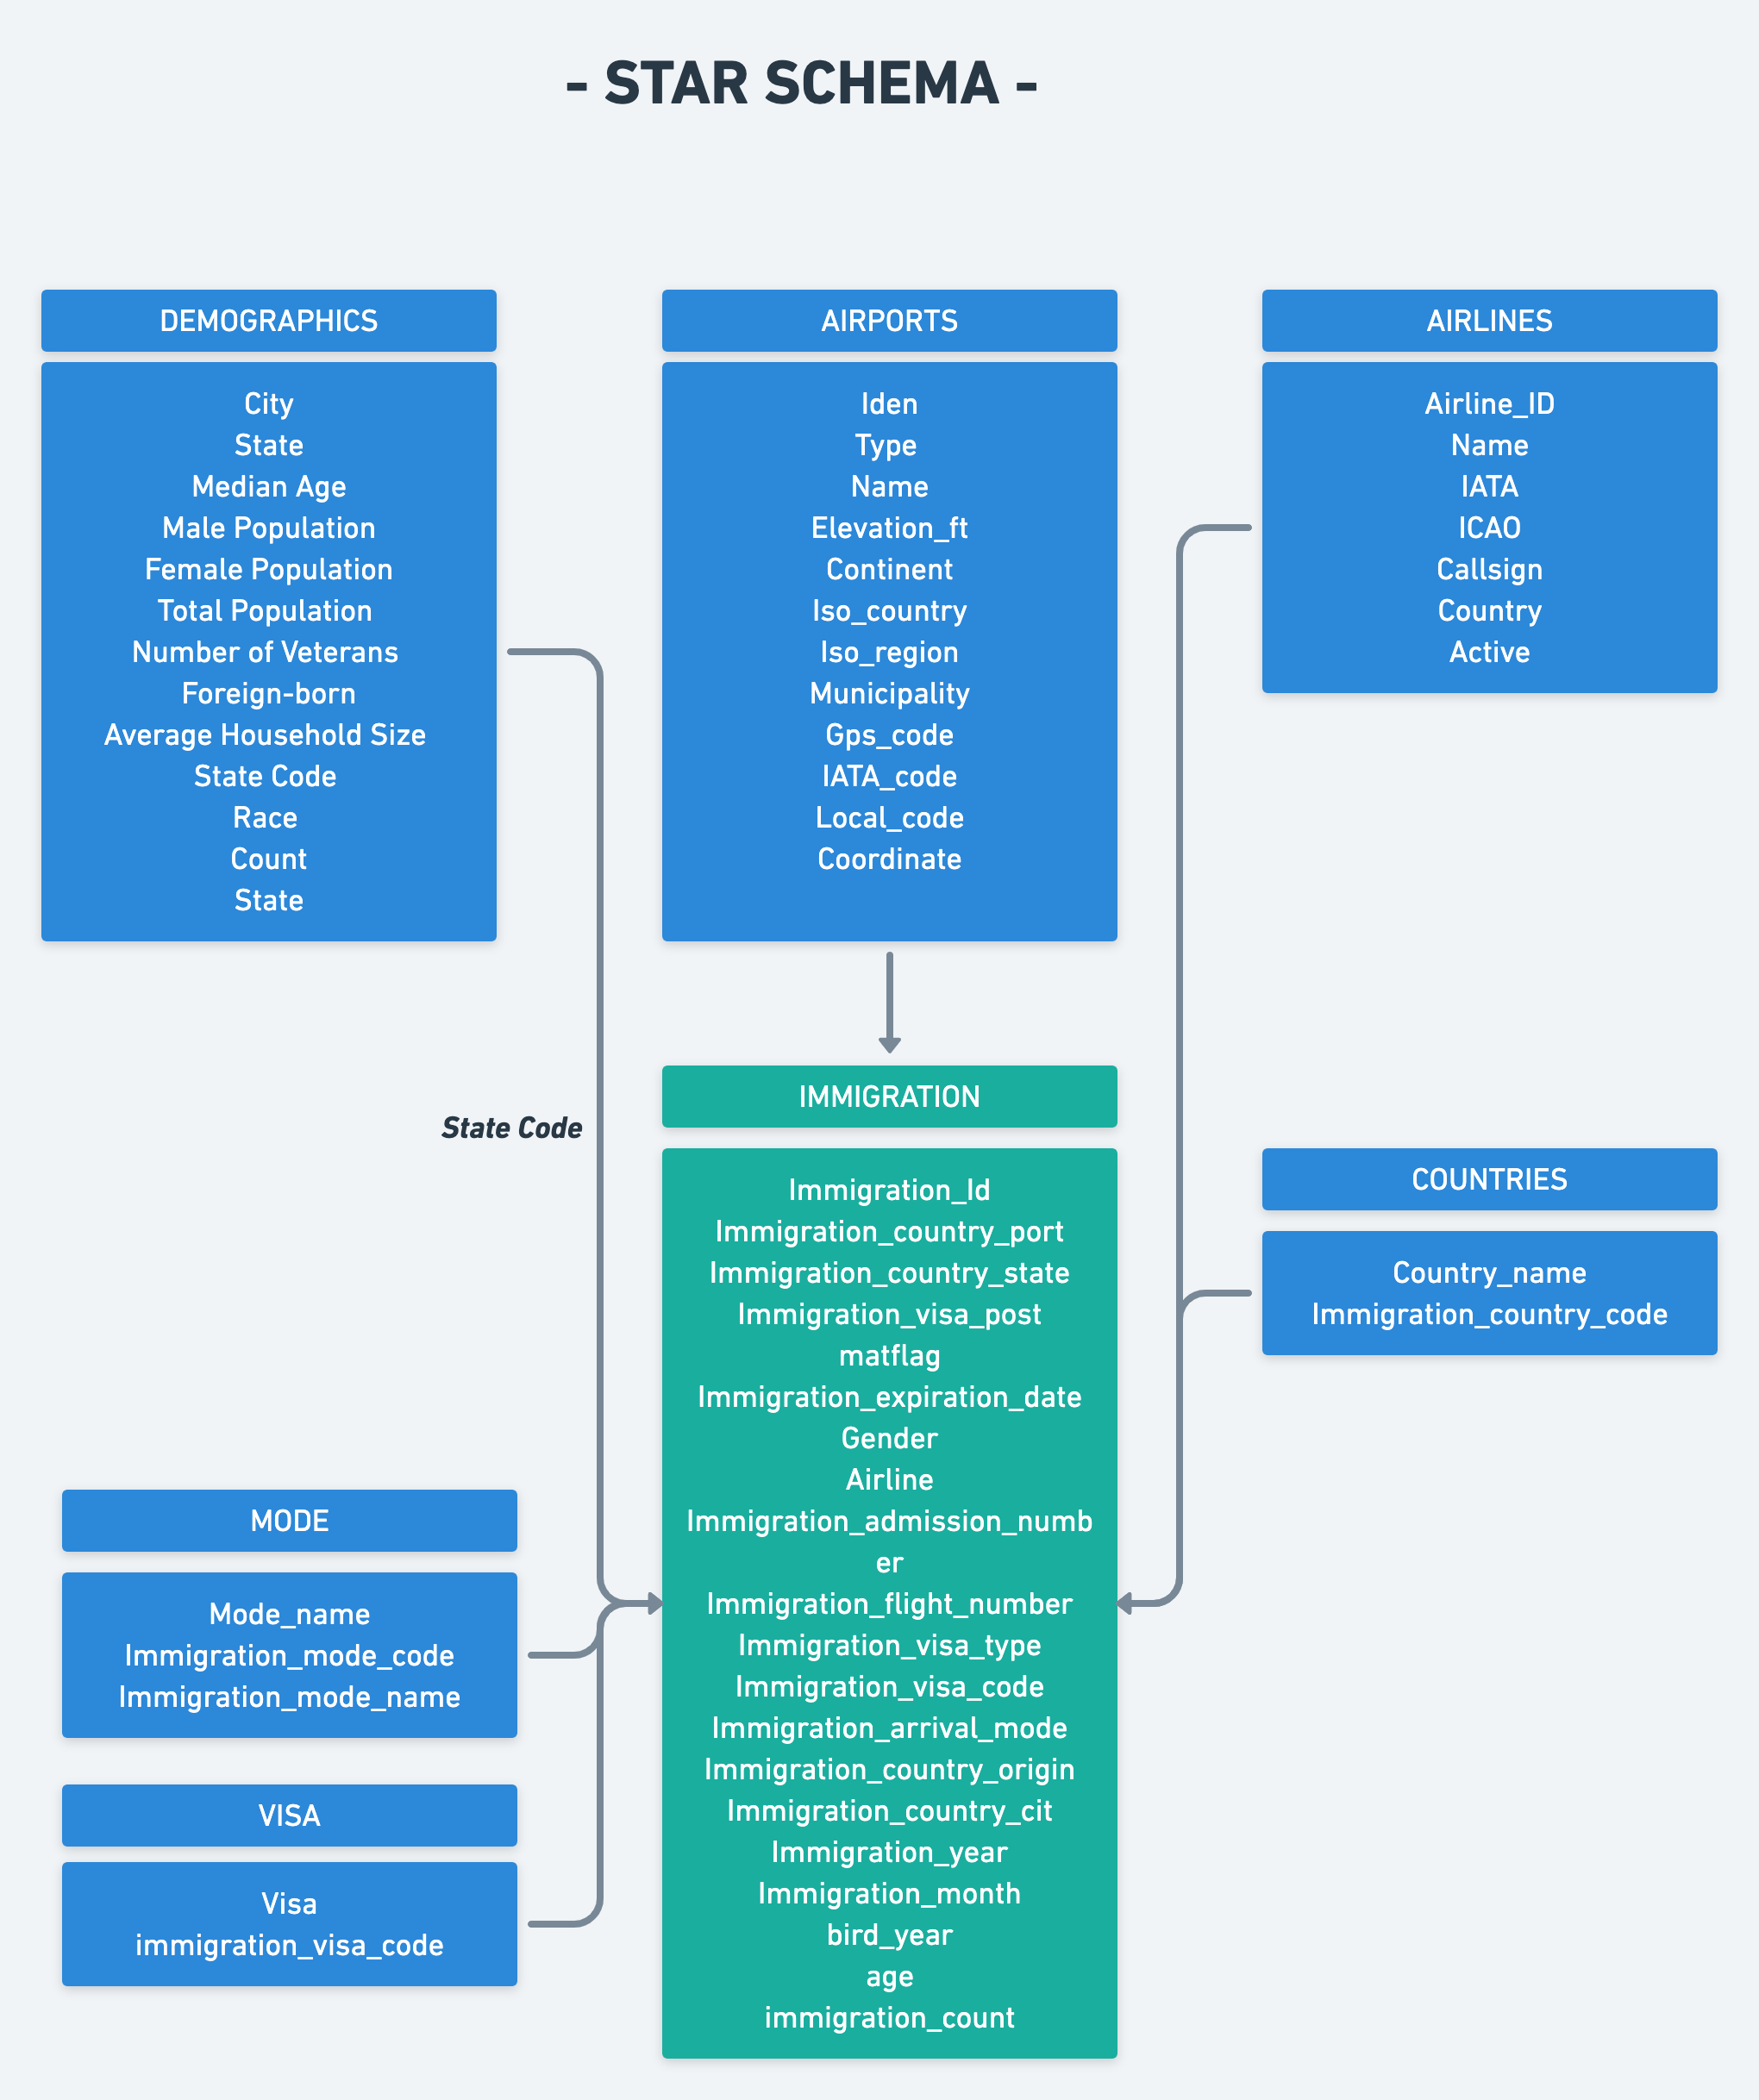 - STAR SCHEMA -
DEMOGRAPHICS
City
State
Median Age
Male Population
Female Population
Total Population
Number of Veterans
Foreign-born
Average Household Size
State Code
Race
Count
State
AIRPORTS
Iden
Type
Name
Elevation_ft
Continent
Iso_country
Iso_region
Municipality
Gps_code
IATA_code
Local_code
Coordinate
AIRLINES
Airline_ID
Name
IATA
ICAO
Callsign
Country
Active
State Code
IMMIGRATION
Immigration_Id
Immigration_country_port
Immigration_country_state
Immigration_visa_post
matflag
Immigration_expiration_date
Gender
Airline
Immigration_admission_numb
er
Immigration_flight_number
Immigration_visa_type
Immigration_visa_code
Immigration_arrival_mode
Immigration_country_origin
Immigration_country_cit
Immigration_year
Immigration_month
bird_year
age
immigration_count
COUNTRIES
Country_name
Immigration_country_code
MODE
Mode_name
Immigration_mode_code
Immigration_mode_name
VISA
Visa
immigration_visa_code